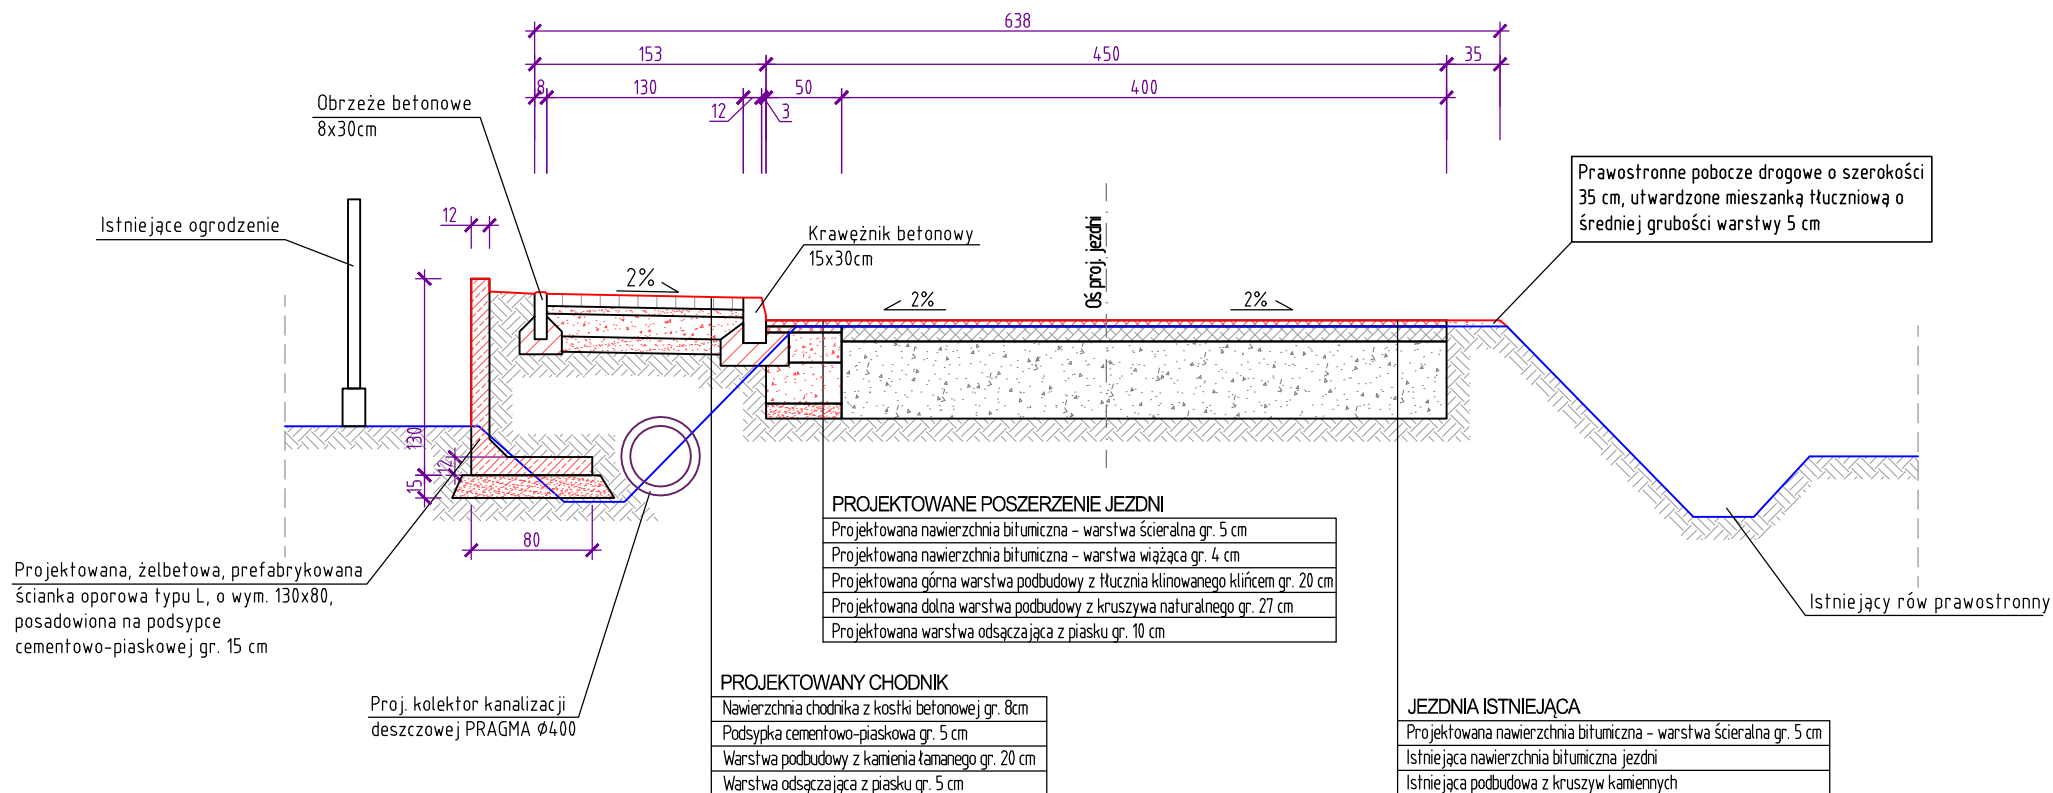 638
153
450
35
8
130
12
3
50
400
Obrzeże betonowe
8x30cm
Prawostronne pobocze drogowe o szerokości
35 cm, utwardzone mieszanką tłuczniową o
średniej grubości warstwy 5 cm
12
Istniejące ogrodzenie
Krawężnik betonowy
15x30cm
Oś proj. jezdni
2%
2%
2%
130
12
15
80
PROJEKTOWANE POSZERZENIE JEZDNI
Projektowana nawierzchnia bitumiczna - warstwa ścieralna gr. 5 cm
Projektowana nawierzchnia bitumiczna - warstwa wiążąca gr. 4 cm
Projektowana górna warstwa podbudowy z tłucznia klinowanego klińcem gr. 20 cm
Projektowana dolna warstwa podbudowy z kruszywa naturalnego gr. 27 cm
Projektowana warstwa odsączająca z piasku gr. 10 cm
Projektowana, żelbetowa, prefabrykowana
ścianka oporowa typu L, o wym. 130x80,
posadowiona na podsypce
cementowo-piaskowej gr. 15 cm
Istniejący rów prawostronny
Proj. kolektor kanalizacji
deszczowej PRAGMA Ø400
PROJEKTOWANY CHODNIK
Nawierzchnia chodnika z kostki betonowej gr. 8cm
Podsypka cementowo-piaskowa gr. 5 cm
Warstwa podbudowy z kamienia łamanego gr. 20 cm
Warstwa odsączająca z piasku gr. 5 cm
JEZDNIA ISTNIEJĄCA
Projektowana nawierzchnia bitumiczna - warstwa ścieralna gr. 5 cm
Istniejąca nawierzchnia bitumiczna jezdni
Istniejąca podbudowa z kruszyw kamiennych